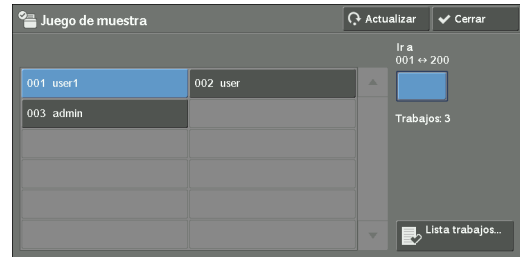 Juego de muestra
Actualizar
Cerrar
Ir a
001 ↔ 200
001 user1
002 user
003 admin
Trabajos: 3
Lista trabajos...